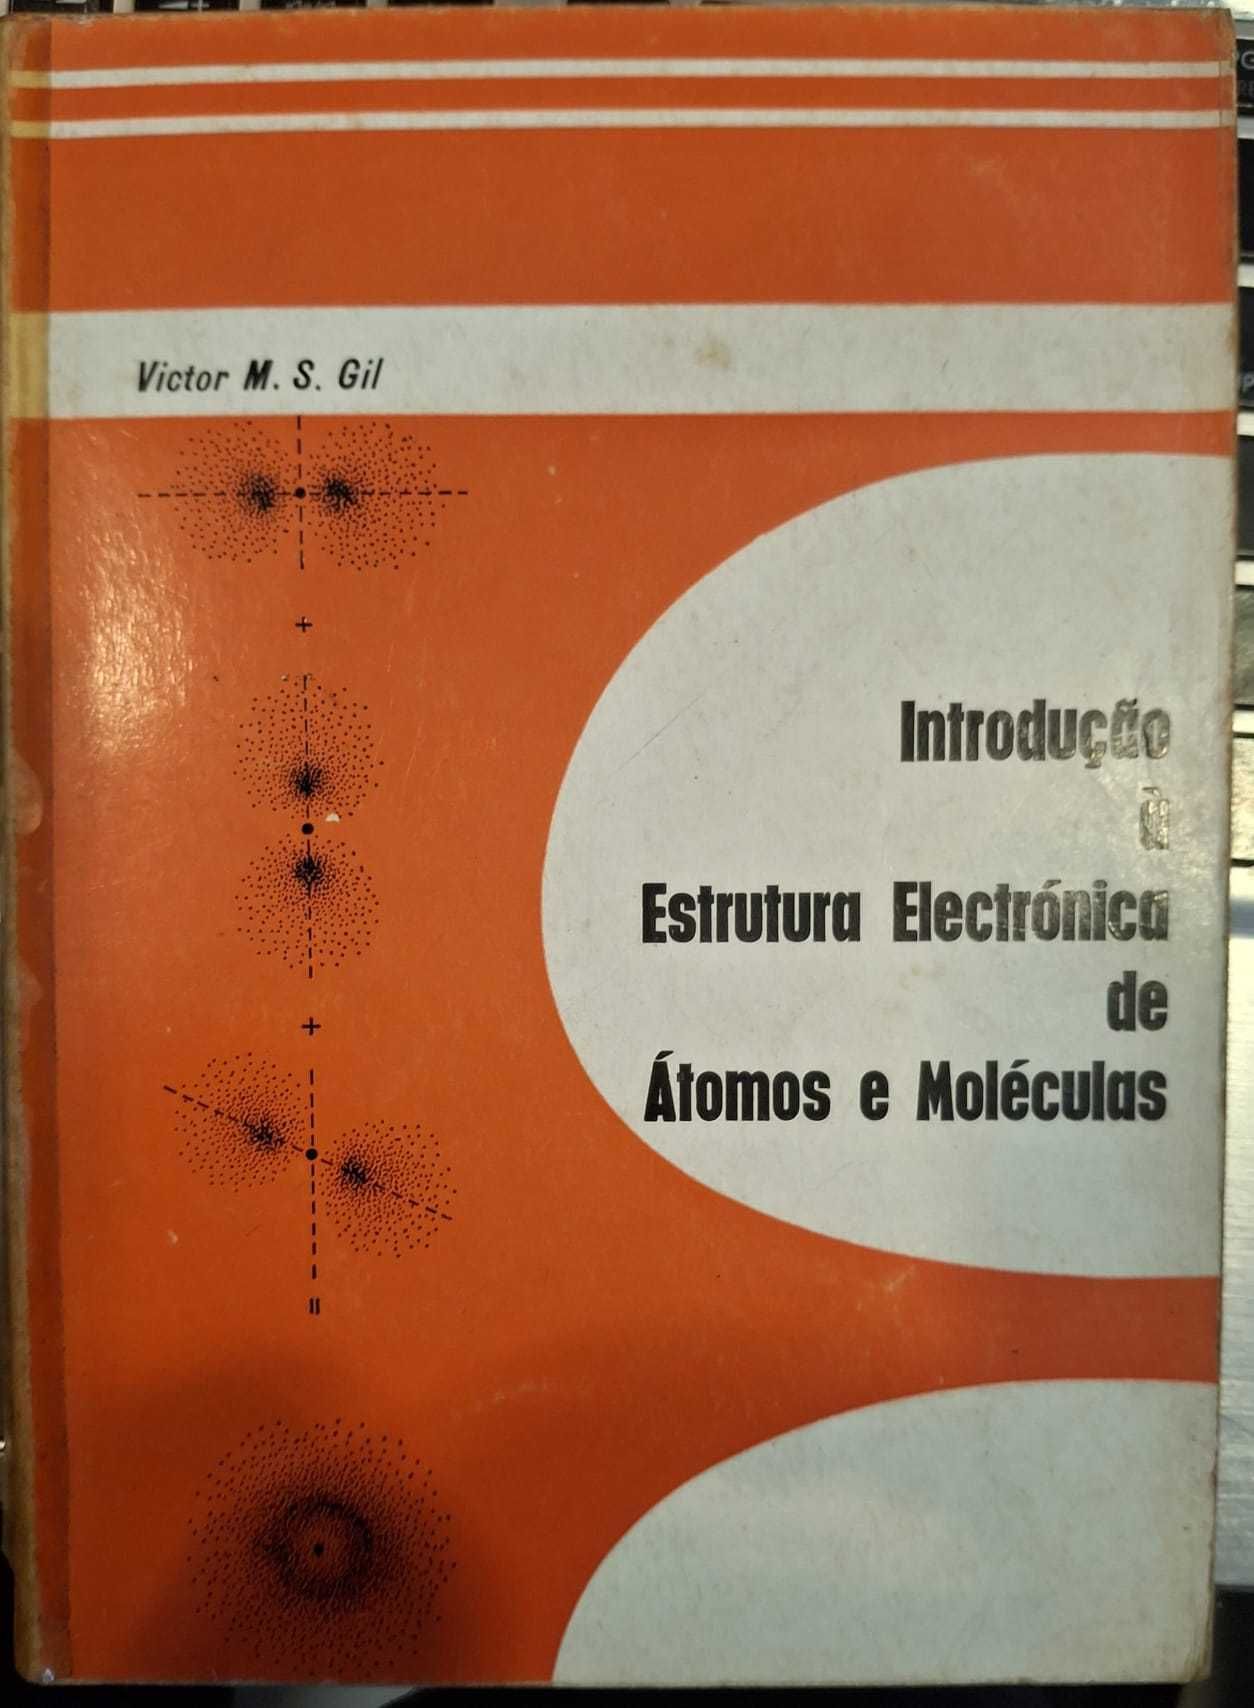 Victor M. S. Gil
Introdução
à
Estrutura Electrónica
de
Átomos e Moléculas
+
+
=